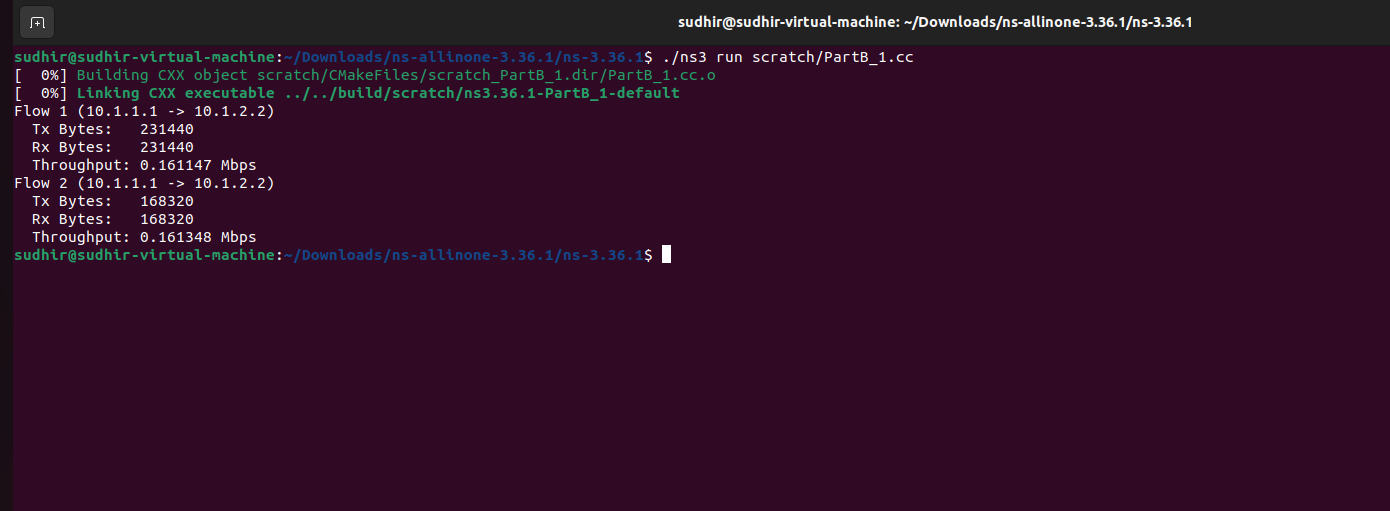 sudhir@sudhir-virtual-machine: ~/Downloads/ns-allinone-3.36.1/ns-3.36.1
sudhir@sudhir-virtual-machine:~/Downloads/ns-allinone-3.36.1/ns-3.36.1$ ./ns3 run scratch/PartB_1.cc
[  0%] Building CXX object scratch/CMakeFiles/scratch_PartB_1.dir/PartB_1.cc.o
[  0%] Linking CXX executable ../../build/scratch/ns3.36.1-PartB_1-default
Flow 1 (10.1.1.1 -> 10.1.2.2)
  Tx Bytes:   231440
  Rx Bytes:   231440
  Throughput: 0.161147 Mbps
Flow 2 (10.1.1.1 -> 10.1.2.2)
  Tx Bytes:   168320
  Rx Bytes:   168320
  Throughput: 0.161348 Mbps
sudhir@sudhir-virtual-machine:~/Downloads/ns-allinone-3.36.1/ns-3.36.1$